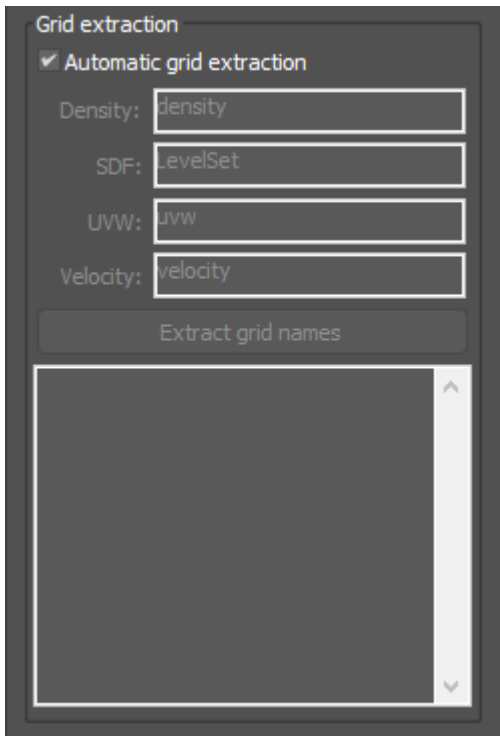 Grid extraction
Automatic grid extraction
Density: density
SDF: LevelSet
UVW: uvw
Velocity: velocity
Extract grid names